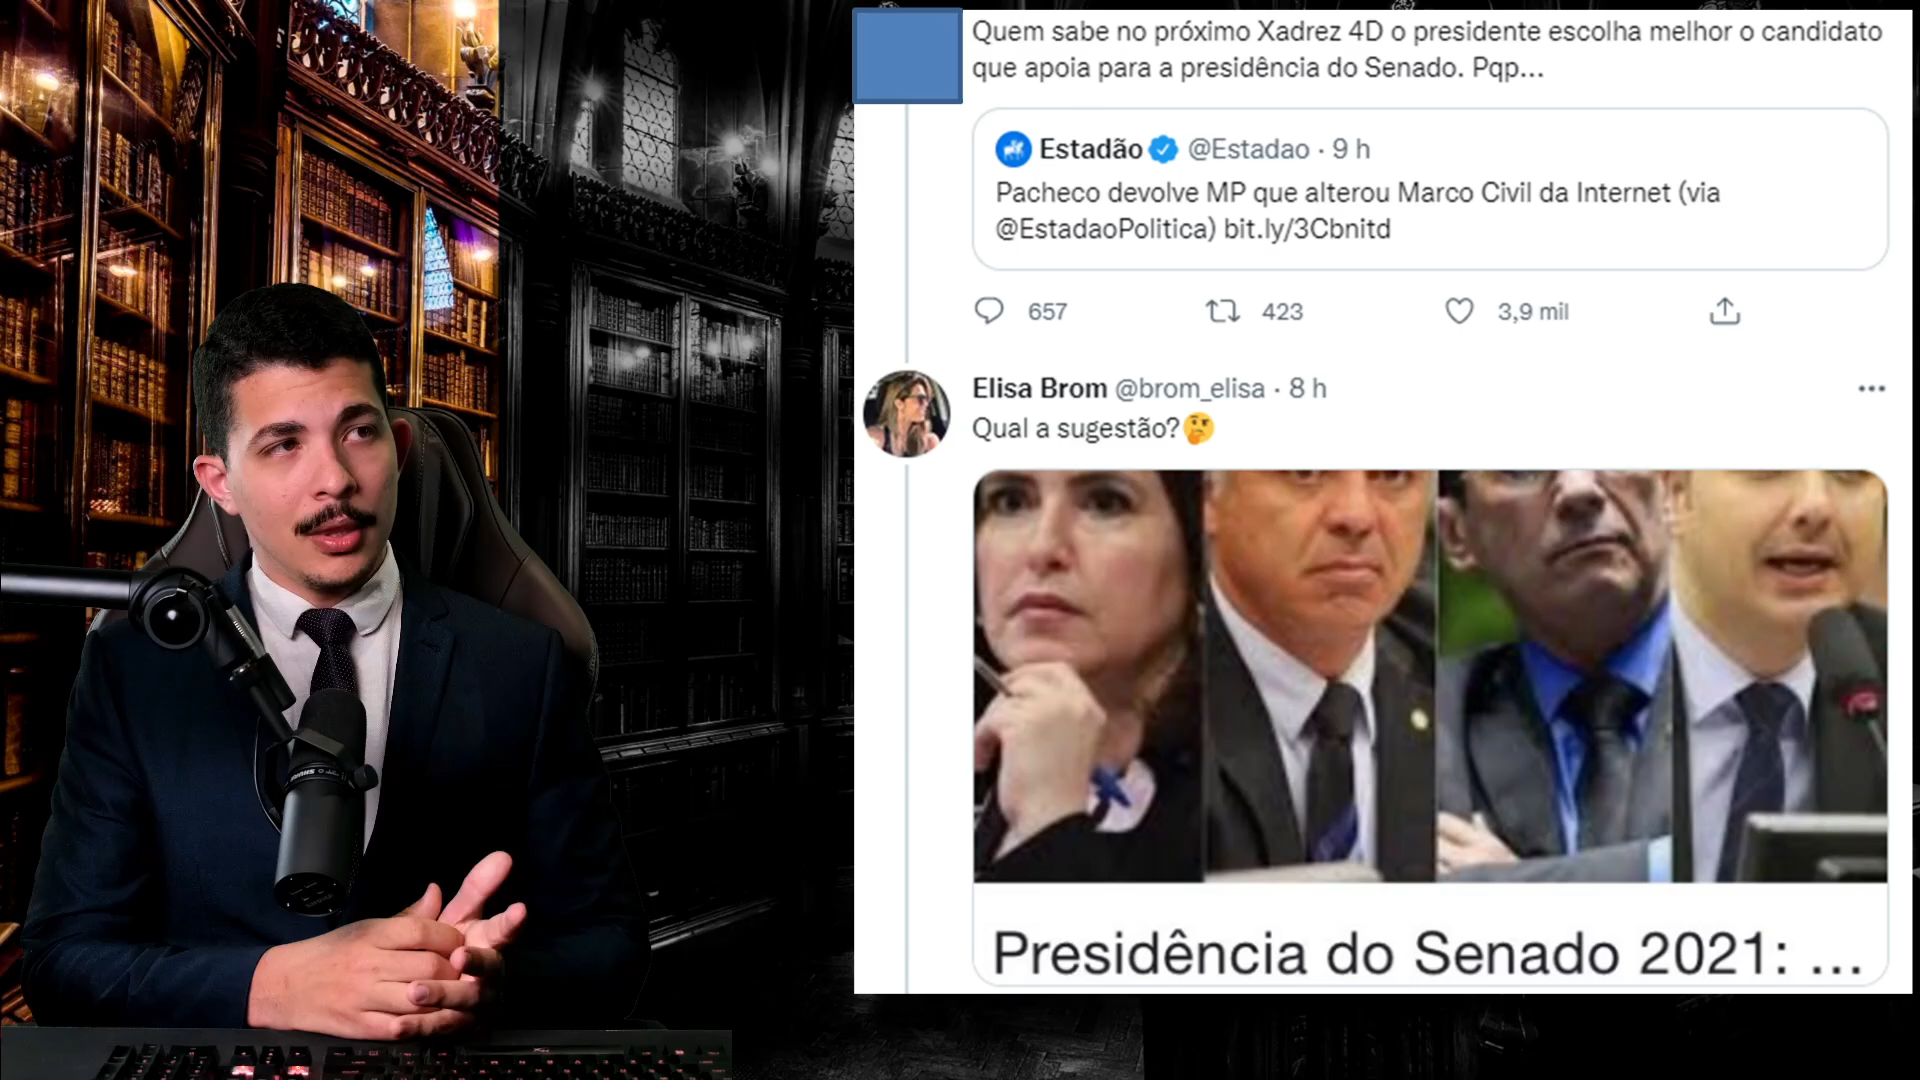 Quem sabe no próximo Xadrez 4D o presidente escolha melhor o candidato
que apoia para a presidência do Senado. Pqp...
Estadão @Estadao · 9 h
Pacheco devolve MP que alterou Marco Civil da Internet (via
@EstadaoPolitica) bit.ly/3Cbnitd
657 423 3,9 mil
Elisa Brom @brom_elisa · 8 h
Qual a sugestão?🤔
Presidência do Senado 2021: ...
SHURE